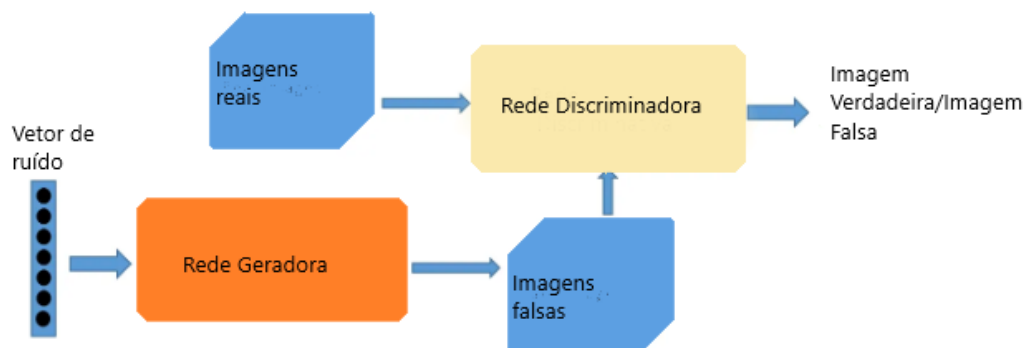 Imagens
reais
Rede Discriminadora
Imagem
Verdadeira/Imagem
Falsa
Vetor de
ruído
Rede Geradora
Imagens
falsas